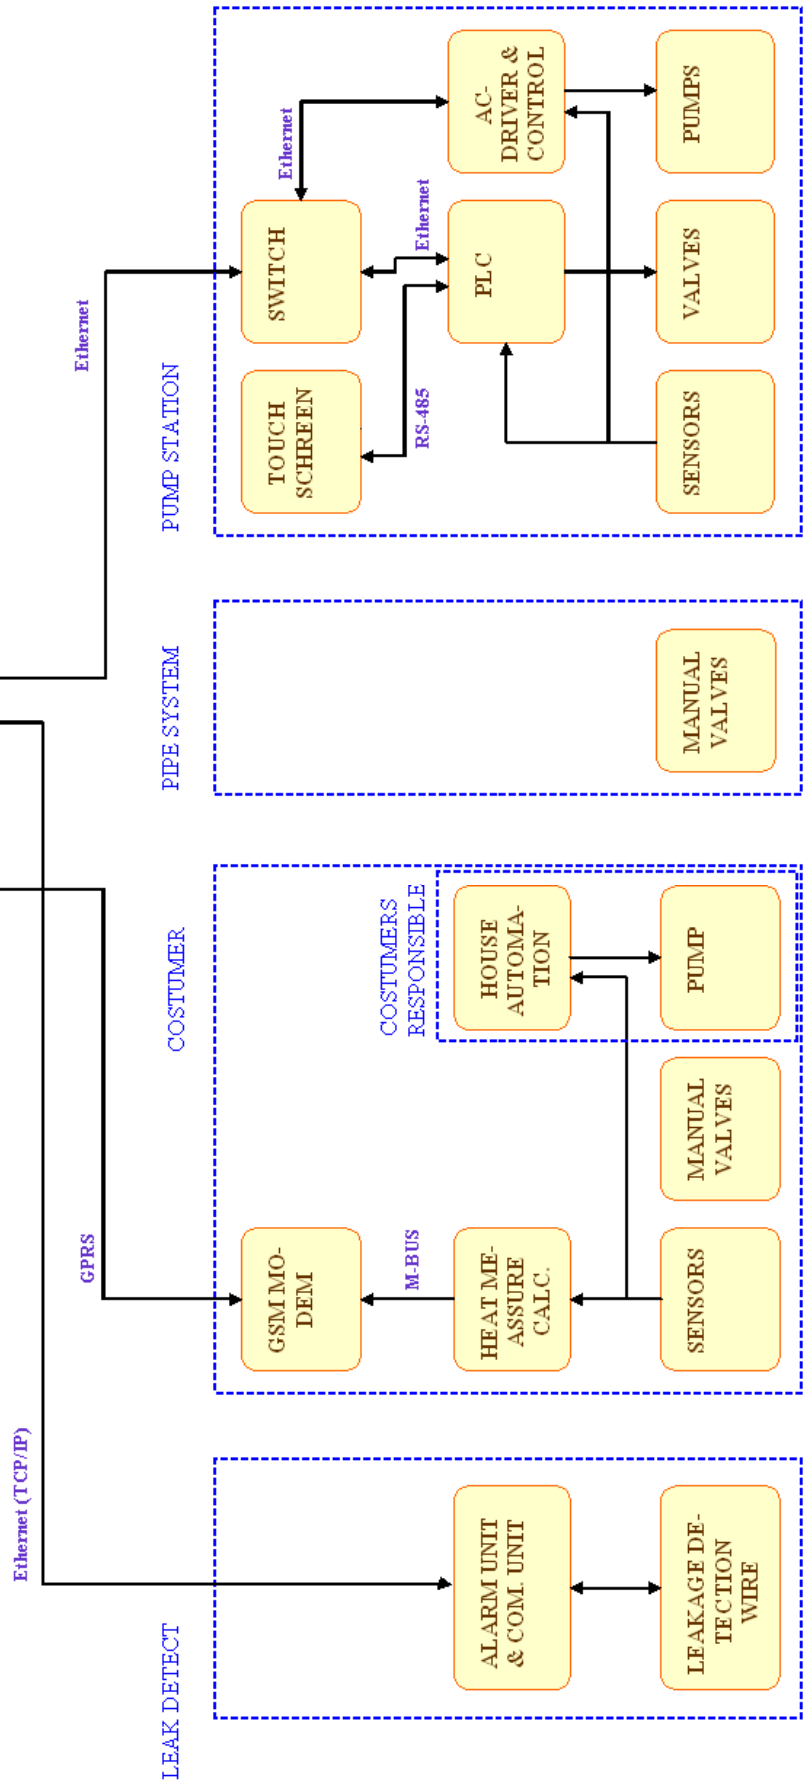 Ethernet (TCP/IP)
GPRS
Ethernet
LEAK DETECT
COSTUMER
PIPE SYSTEM
PUMP STATION
ALARM UNIT
& COM. UNIT
LEAKAGE DE-
TECTION
WIRE
GSM MO-
DEM
M-BUS
HEAT ME-
ASSURE
CALC.
SENSORS
MANUAL
VALVES
COSTUMERS
RESPONSIBLE
HOUSE
AUTOMA-
TION
PUMP
MANUAL
VALVES
TOUCH
SCHREEN
SWITCH
Ethernet
RS-485
Ethernet
PLC
AC-
DRIVER &
CONTROL
SENSORS
VALVES
PUMPS